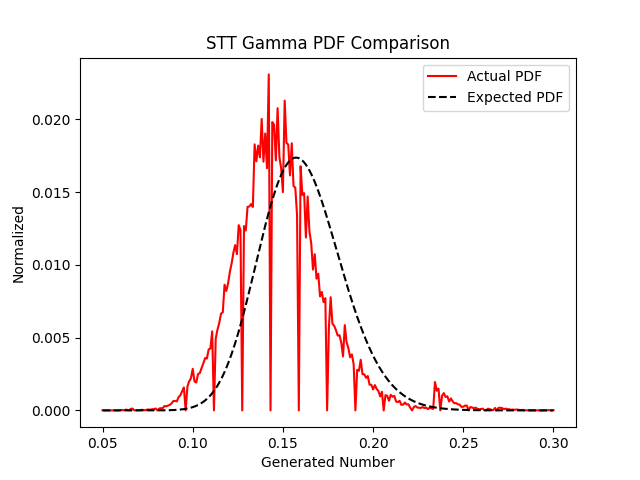 STT Gamma PDF Comparison
Actual PDF
Expected PDF
0.020
0.015
0.010
0.005
0.000
Normalized
0.05
0.10
0.15
0.20
0.25
0.30
Generated Number